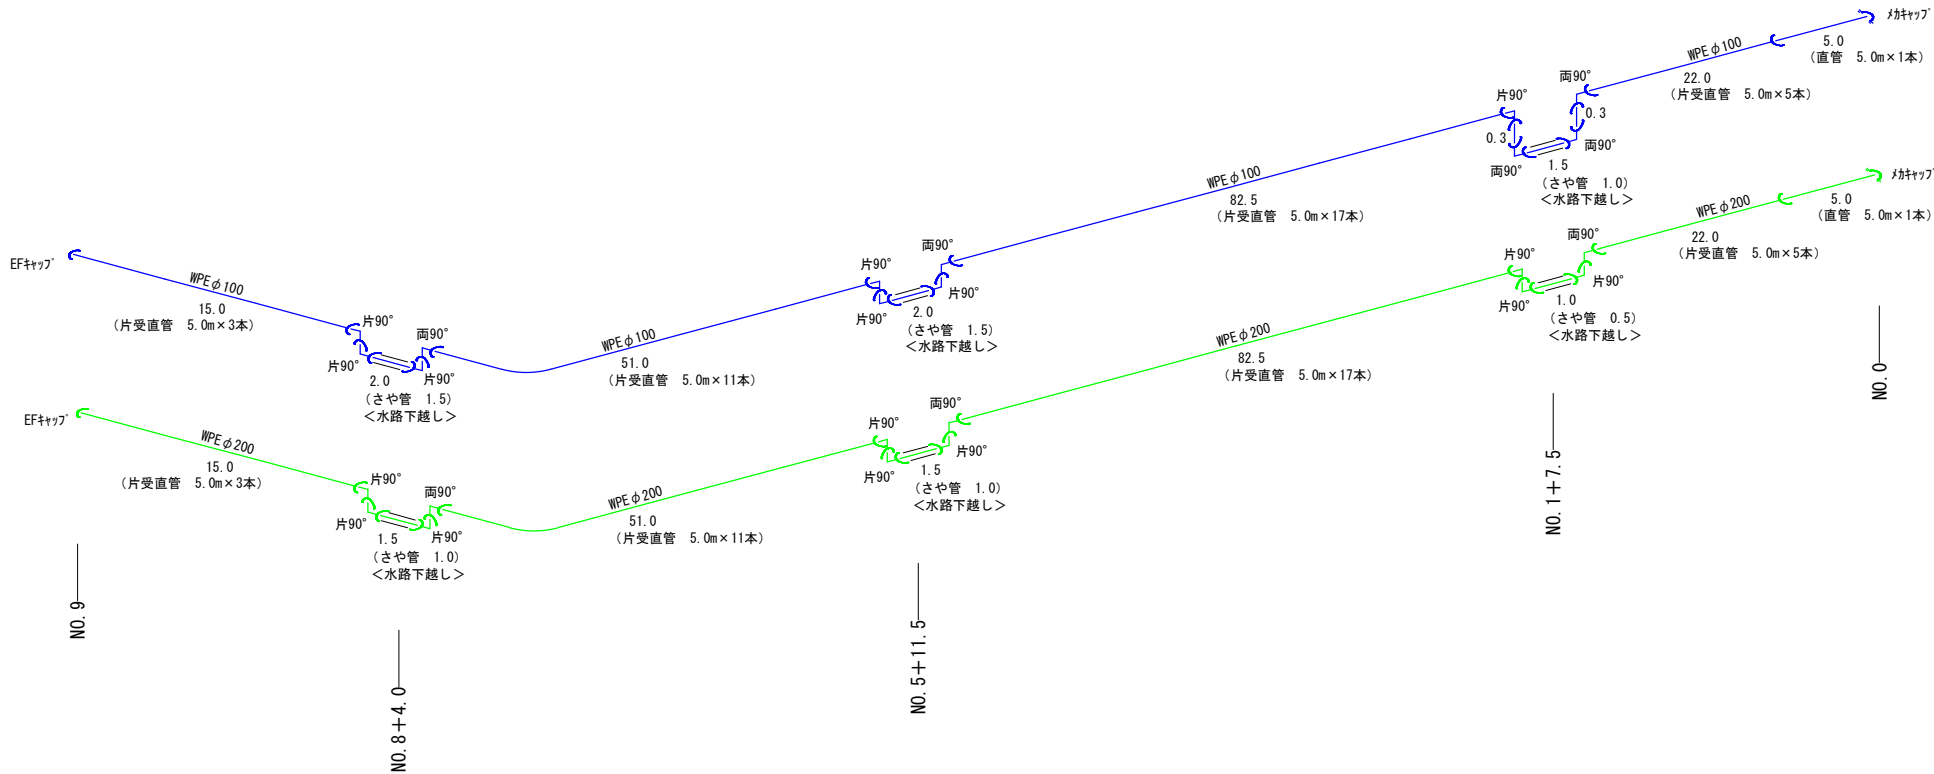 メカキャップ
5.0
（直管　5.0m×1本）
WPEφ100
22.0
（片受直管　5.0m×5本）
両90°
0.3
両90°
片90°
0.3
両90°
1.5
（さや管　1.0）
＜水路下越し＞
WPEφ100
82.5
（片受直管　5.0m×17本）
両90°
片90°
片90°
片90°
2.0
（さや管　1.5）
＜水路下越し＞
WPEφ100
51.0
（片受直管　5.0m×11本）
EFキャップ
WPEφ100
15.0
（片受直管　5.0m×3本）
片90°
両90°
片90°
片90°
2.0
（さや管　1.5）
＜水路下越し＞
メカキャップ
5.0
（直管　5.0m×1本）
WPEφ200
22.0
（片受直管　5.0m×5本）
両90°
片90°
片90°
片90°
1.0
（さや管　0.5）
＜水路下越し＞
WPEφ200
82.5
（片受直管　5.0m×17本）
両90°
片90°
片90°
片90°
1.5
（さや管　1.0）
＜水路下越し＞
WPEφ200
51.0
（片受直管　5.0m×11本）
EFキャップ
WPEφ200
15.0
（片受直管　5.0m×3本）
片90°
両90°
片90°
片90°
1.5
（さや管　1.0）
＜水路下越し＞
NO.9
NO.8＋4.0
NO.5＋11.5
NO.1＋7.5
NO.0